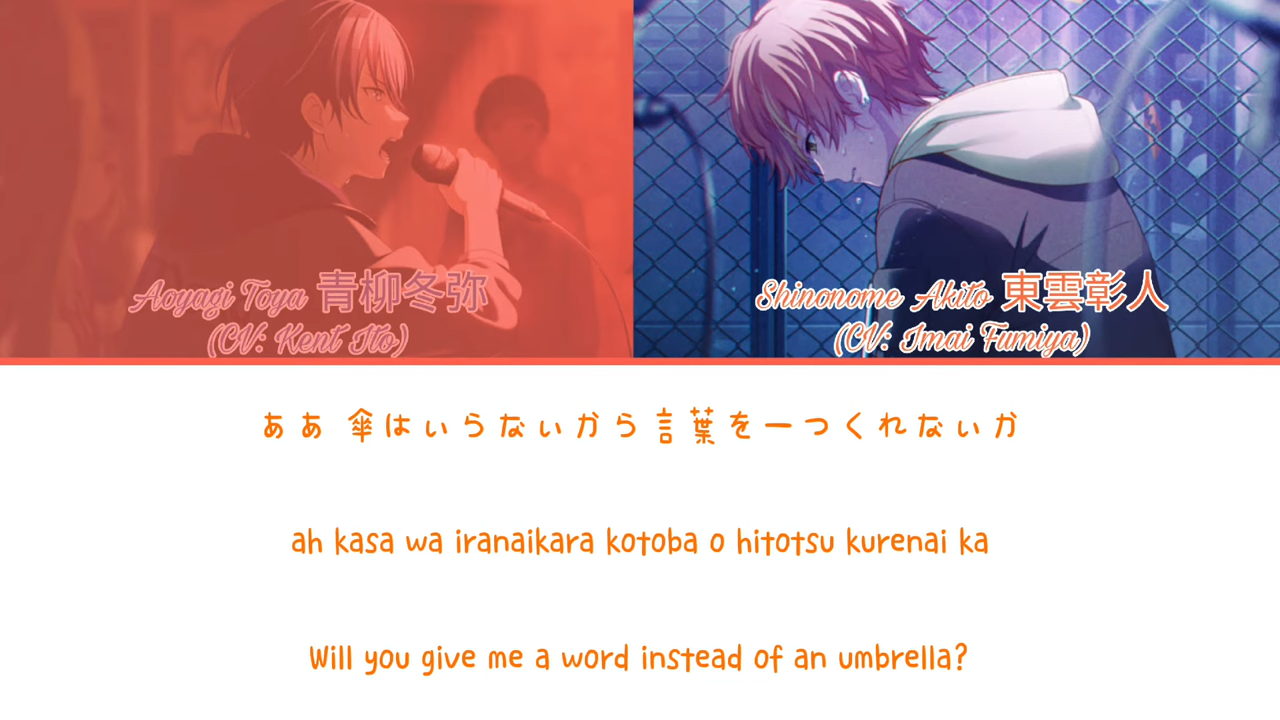 Aoyagi Toya 青柳冬弥
(CV: Kent Ito)
Shinonome Akito 東雲彰人
(CV: Imai Fumiya)
ああ 傘はいらないから 言葉を一つくれないか
ah kasa wa iranaikara kotoba o hitotsu kurenai ka
Will you give me a word instead of an umbrella?